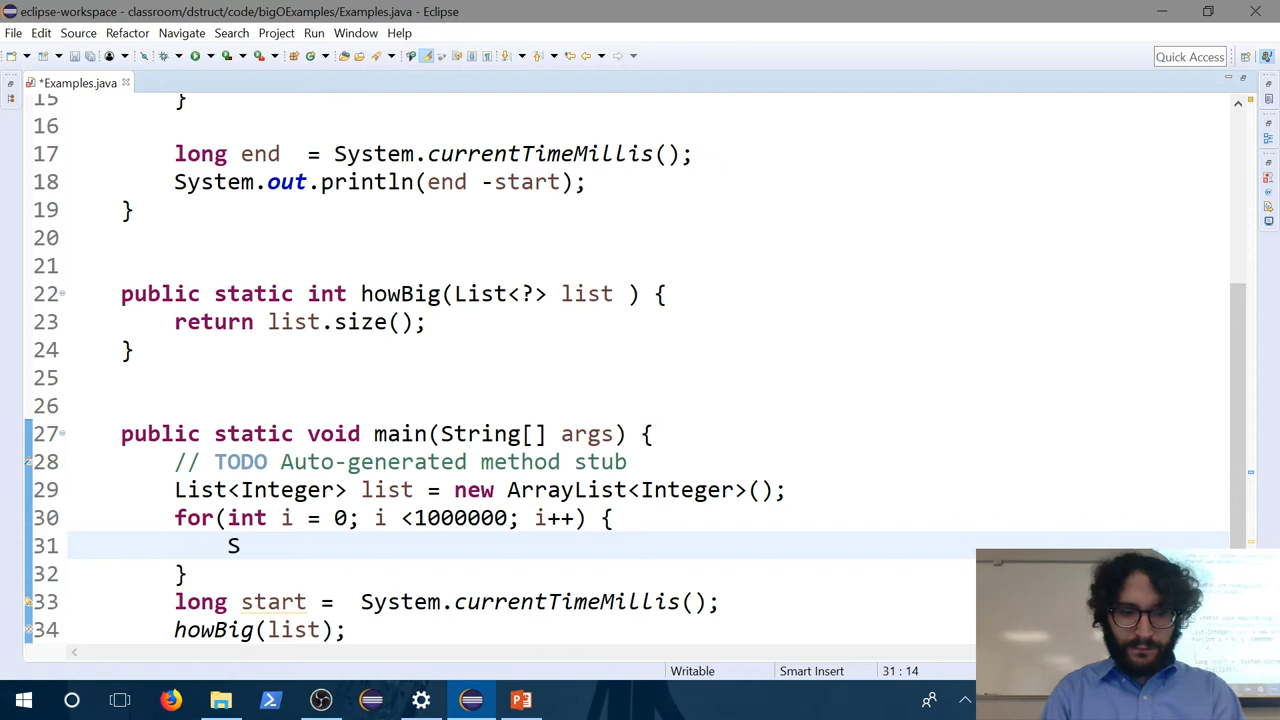 eclipse-workspace - classroom/dstruct/code/bigOExamples/Examples.java - Eclipse
File Edit Source Refactor Navigate Search Project Run Window Help
Quick Access
*Examples.java
15 }
16
17 long end  = System.currentTimeMillis();
18 System.out.println(end -start);
19 }
20
21
22 public static int howBig(List<?> list ) {
23 return list.size();
24 }
25
26
27 public static void main(String[] args) {
28 // TODO Auto-generated method stub
29 List<Integer> list = new ArrayList<Integer>();
30 for(int i = 0; i <1000000; i++) {
31 S
32 }
33 long start =  System.currentTimeMillis();
34 howBig(list);
Writable Smart Insert 31 : 14